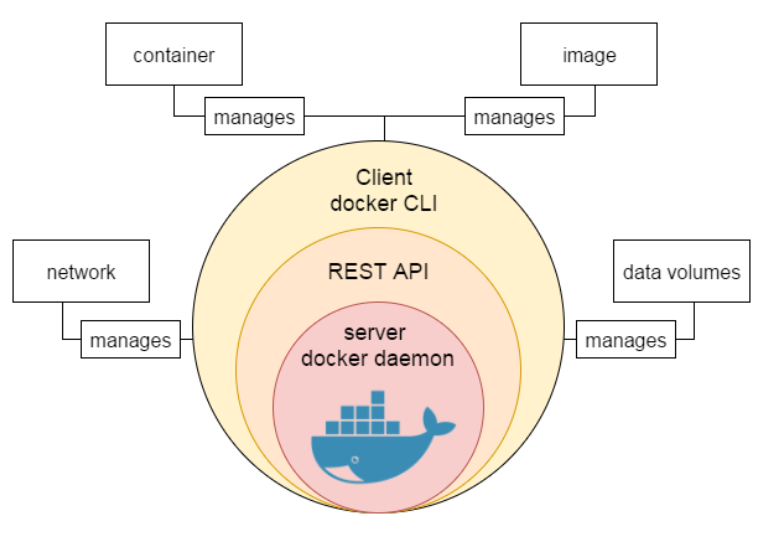 container
image
manages
manages
Client
docker CLI
network
REST API
data volumes
manages
server
docker daemon
manages